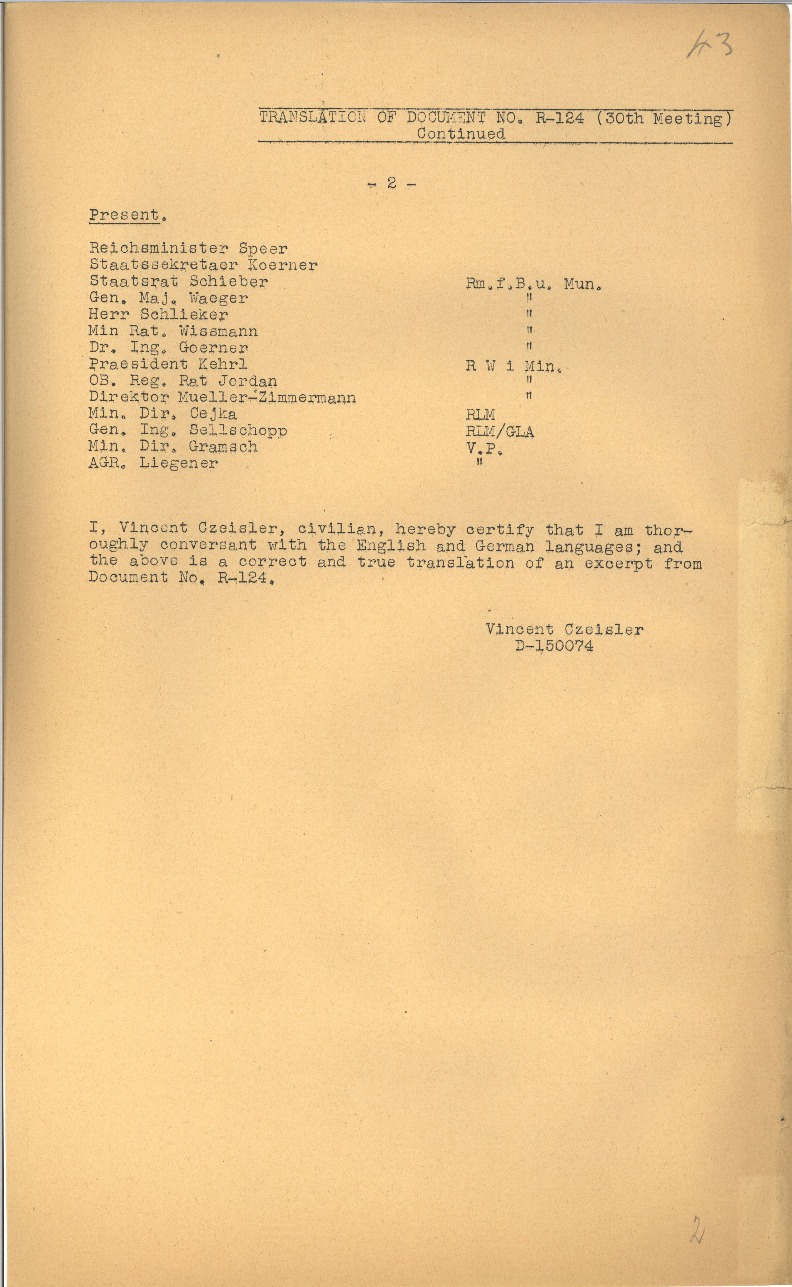 43
TRANSLATION OF DOCUMENT NO. R-124 (30th Meeting)
Continued
- 2 -
Present.
Reichsminister Speer
Staatssekretaer Koerner
Staatsrat Schieber Rm.f.B.u. Mun.
Gen. Maj. Waeger "
Herr Schlieker "
Min Rat. Wissmann "
Dr. Ing. Goerner "
Praesident Kehrl R W i Min.
OB. Reg. Rat Jordan "
Direktor Mueller-Zimmermann "
Min. Dir. Cejka RLM
Gen. Ing. Sellschopp RLM/GLA
Min. Dir. Gramsch V.P.
AGR. Liegener "
I, Vincent Czeisler, civilian, hereby certify that I am thor-
oughly conversant with the English and German languages; and
the above is a correct and true translation of an excerpt from
Document No. R-124.
Vincent Czeisler
D-150074
2